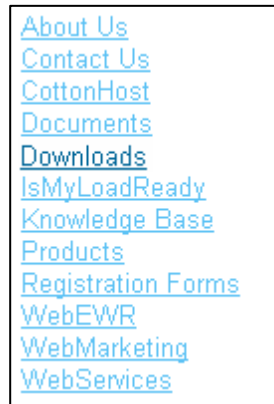 About Us
Contact Us
CottonHost
Documents
Downloads
IsMyLoadReady
Knowledge Base
Products
Registration Forms
WebEWR
WebMarketing
WebServices